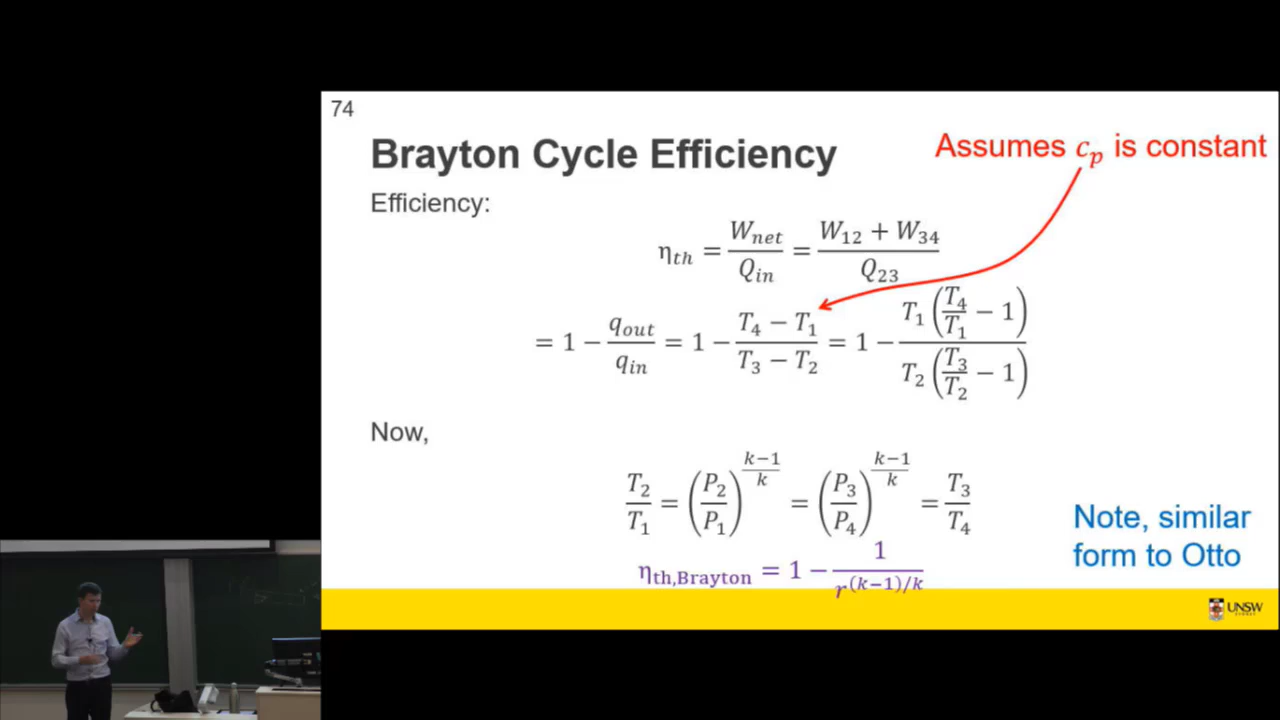 74
Brayton Cycle Efficiency
Assumes c_p is constant
Efficiency:
η_th = W_net / Q_in = (W_12 + W_34) / Q_23
= 1 − q_out / q_in = 1 − (T_4 − T_1) / (T_3 − T_2) = 1 − T_1 (T_4 / T_1 − 1) / T_2 (T_3 / T_2 − 1)
Now,
T_2 / T_1 = (P_2 / P_1)^((k−1)/k) = (P_3 / P_4)^((k−1)/k) = T_3 / T_4
η_th,Brayton = 1 − 1 / r^((k−1)/k)
Note, similar
form to Otto
UNSW
SYDNEY